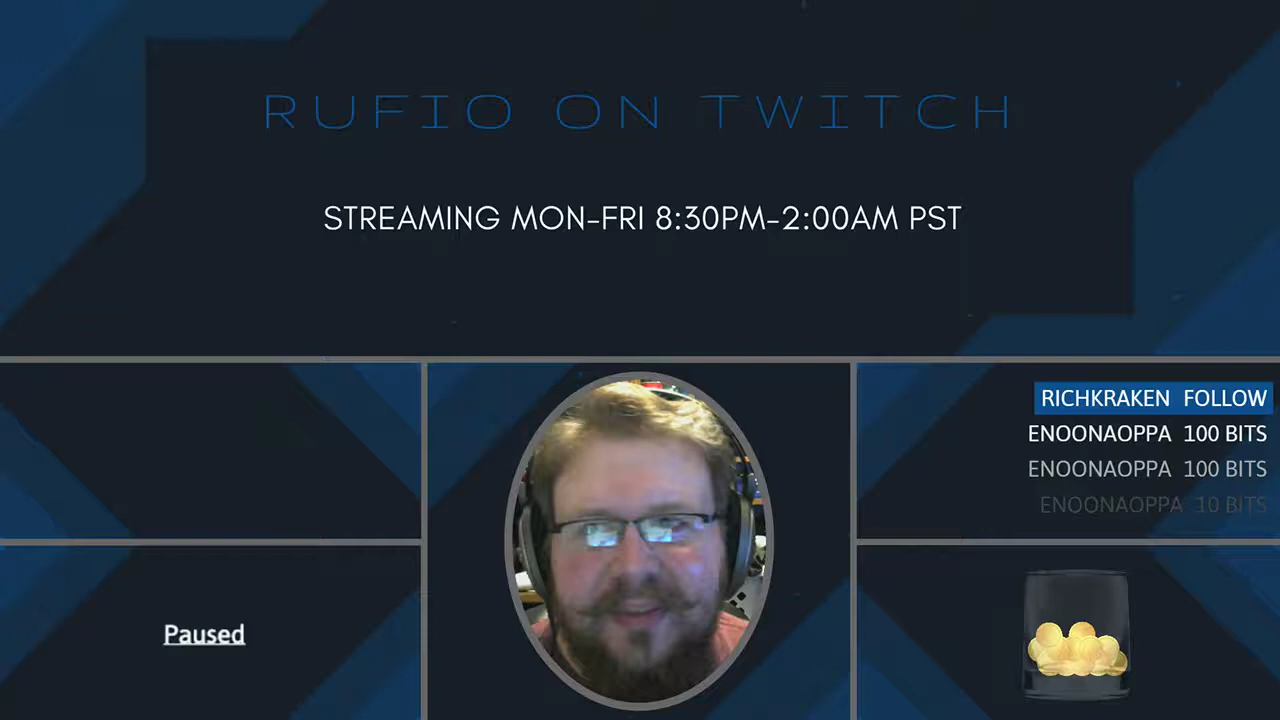 RUFIO ON TWITCH
STREAMING MON-FRI 8:30PM-2:00AM PST
RICHKRAKEN FOLLOW
ENOONAOPPA 100 BITS
ENOONAOPPA 100 BITS
ENOONAOPPA 10 BITS
Paused